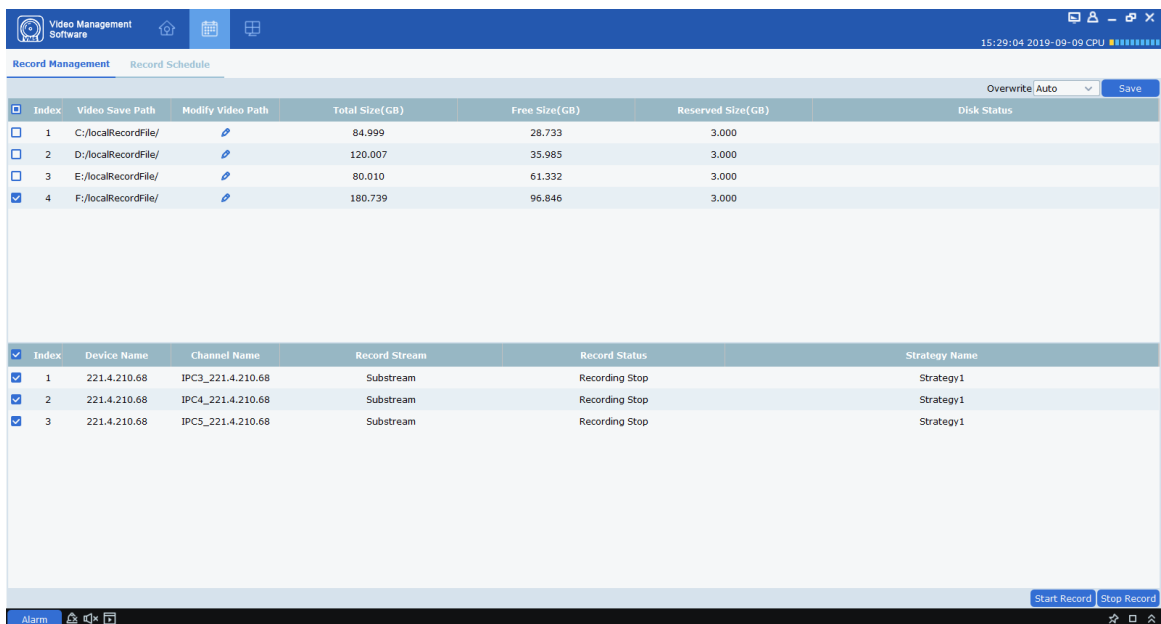 Video Management
Software
15:29:04 2019-09-09 CPU
Record Management Record Schedule
Overwrite Auto Save
Index Video Save Path Modify Video Path Total Size(GB) Free Size(GB) Reserved Size(GB) Disk Status
1 C:/localRecordFile/ 84.999 28.733 3.000
2 D:/localRecordFile/ 120.007 35.985 3.000
3 E:/localRecordFile/ 80.010 61.332 3.000
4 F:/localRecordFile/ 180.739 96.846 3.000
Index Device Name Channel Name Record Stream Record Status Strategy Name
1 221.4.210.68 IPC3_221.4.210.68 Substream Recording Stop Strategy1
2 221.4.210.68 IPC4_221.4.210.68 Substream Recording Stop Strategy1
3 221.4.210.68 IPC5_221.4.210.68 Substream Recording Stop Strategy1
Start Record Stop Record
Alarm